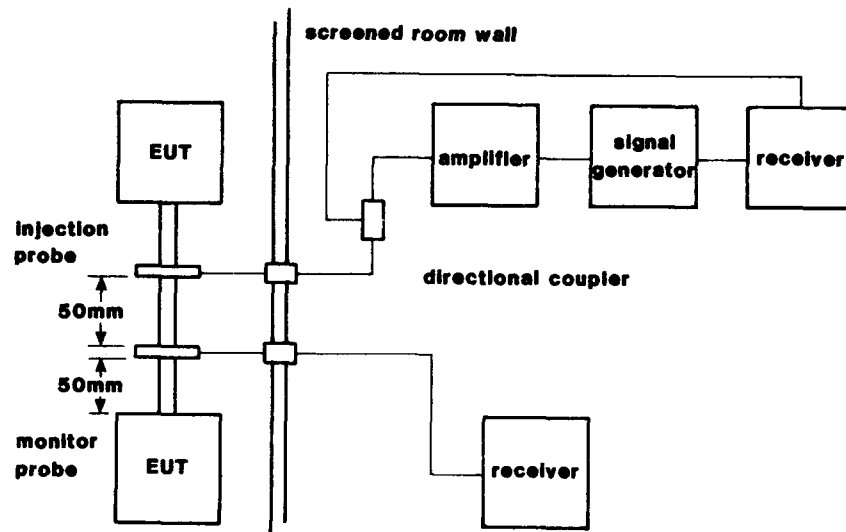 screened room wall
EUT
amplifier
signal
generator
receiver
injection
probe
50mm
directional coupler
50mm
monitor
probe
EUT
receiver